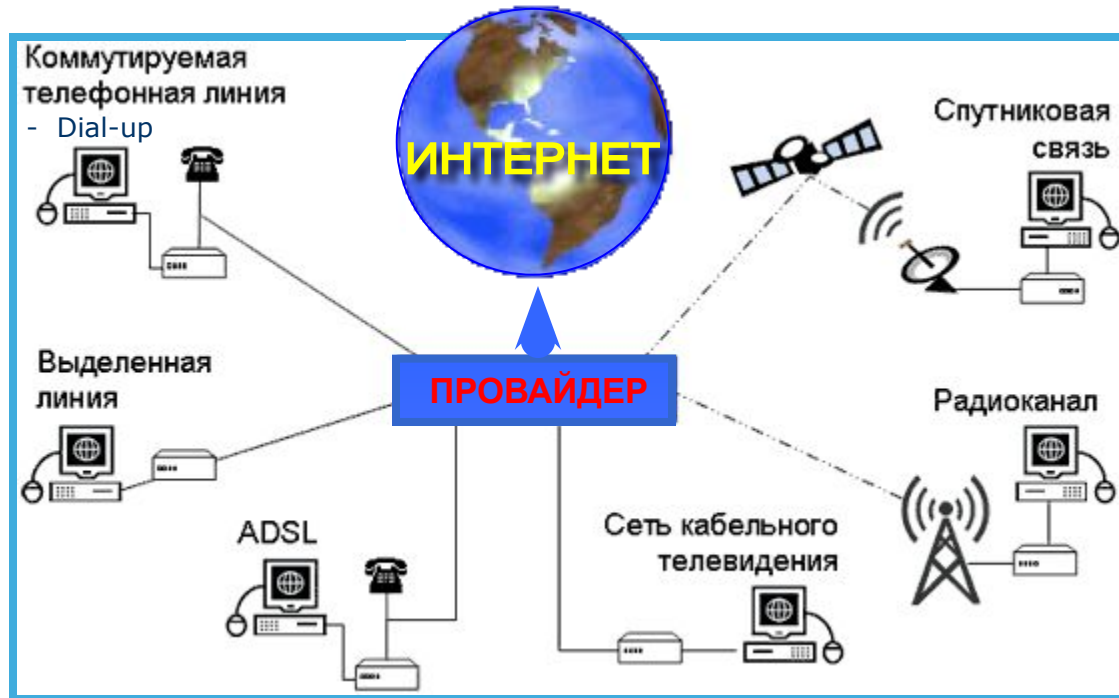 Коммутируемая
телефонная линия
- Dial-up
ИНТЕРНЕТ
Спутниковая
связь
Выделенная
линия
ПРОВАЙДЕР
Радиоканал
ADSL
Сеть кабельного
телевидения